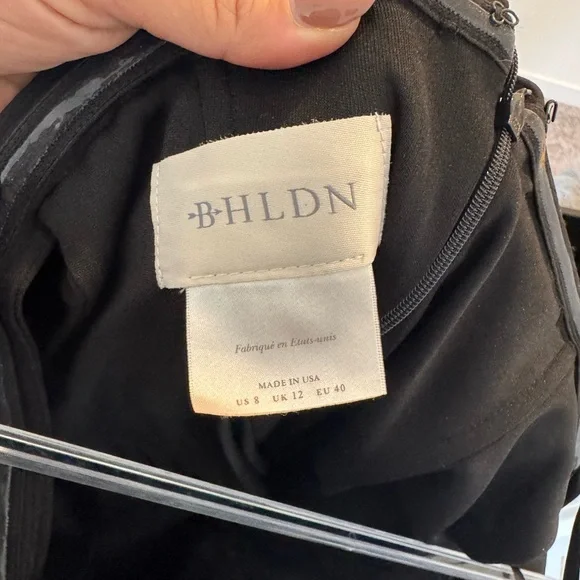 BHLDN
Fabriqué en Etats-unis
MADE IN USA
US 8 UK 12 EU 40